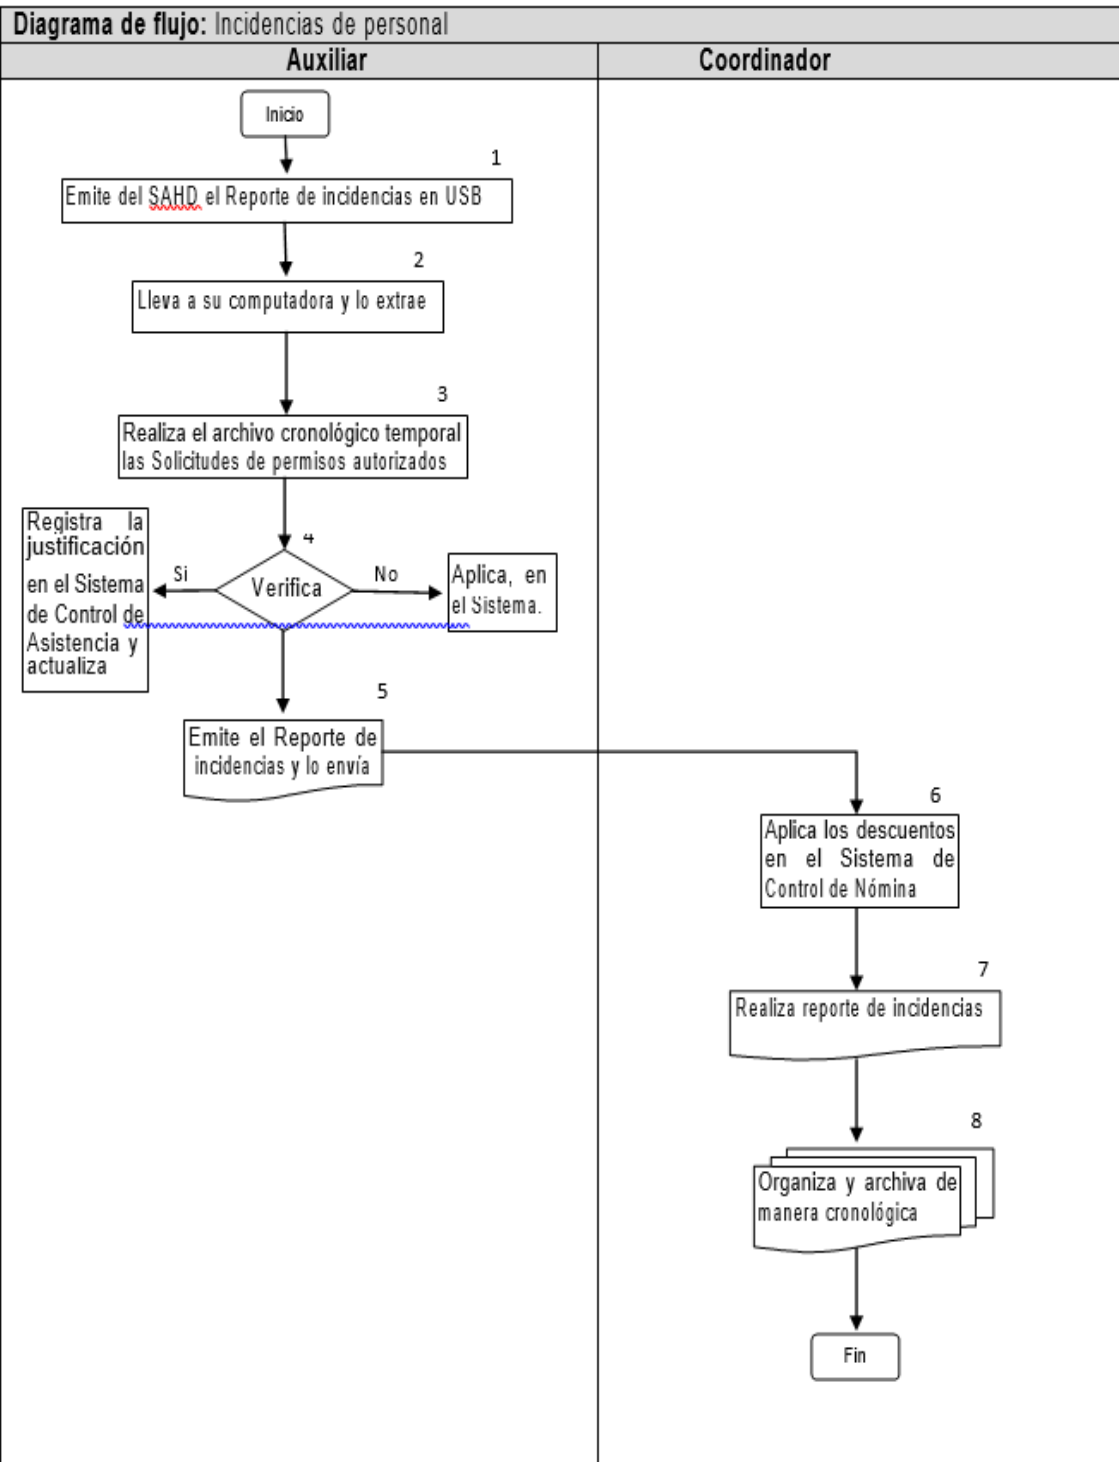 Diagrama de flujo: Incidencias de personal
Auxiliar
Coordinador
Inicio
1
Emite del SAHD el Reporte de incidencias en USB
2
Lleva a su computadora y lo extrae
3
Realiza el archivo cronológico temporal
las Solicitudes de permisos autorizados
4
Verifica
Si
No
Registra la
justificación
en el Sistema
de Control de
Asistencia y
actualiza
Aplica, en
el Sistema.
5
Emite el Reporte de
incidencias y lo envía
6
Aplica los descuentos
en el Sistema de
Control de Nómina
7
Realiza reporte de incidencias
8
Organiza y archiva de
manera cronológica
Fin